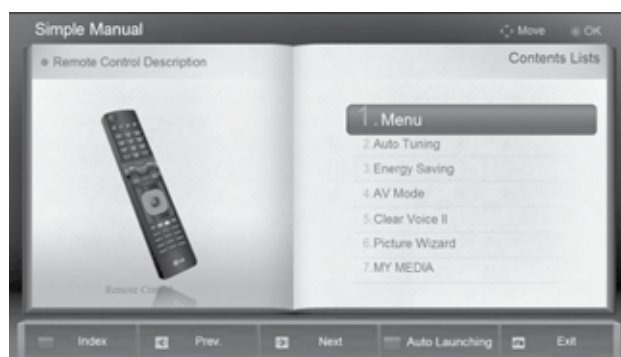 Simple Manual
Move OK
Remote Control Description
Contents Lists
1. Menu
2. Auto Tuning
3. Energy Saving
4. AV Mode
5. Clear Voice II
6. Picture Wizard
7. MY MEDIA
Remote Control
Index Prev. Next Auto Launching Exit